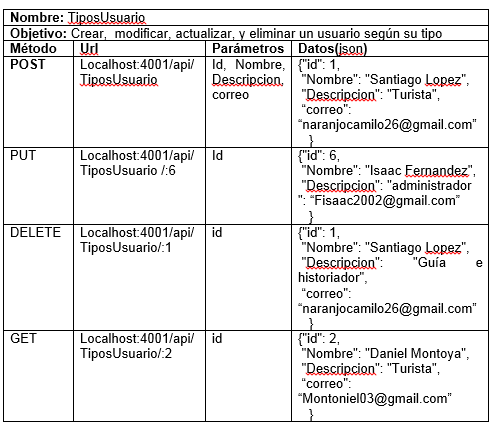 Nombre: TiposUsuario
Objetivo: Crear, modificar, actualizar, y eliminar un usuario según su tipo
Método Url Parámetros Datos(json)
POST Localhost:4001/api/ Id, Nombre, {"id": 1,
TiposUsuario Descripcion, "Nombre": "Santiago Lopez",
correo "Descripcion": "Turista",
“correo":
“naranjocamilo26@gmail.com”
}
PUT Localhost:4001/api/ Id {"id": 6,
TiposUsuario /:6 "Nombre": "Isaac Fernandez",
"Descripcion": "administrador
": “Fisaac2002@gmail.com”
}
DELETE Localhost:4001/api/ id {"id": 1,
TiposUsuario/:1 "Nombre": "Santiago Lopez",
"Descripcion": "Guía e
historiador",
“correo":
“naranjocamilo26@gmail.com”
}
GET Localhost:4001/api/ id {"id": 2,
TiposUsuario/:2 "Nombre": "Daniel Montoya",
"Descripcion": "Turista",
“correo":
“Montoniel03@gmail.com”
}